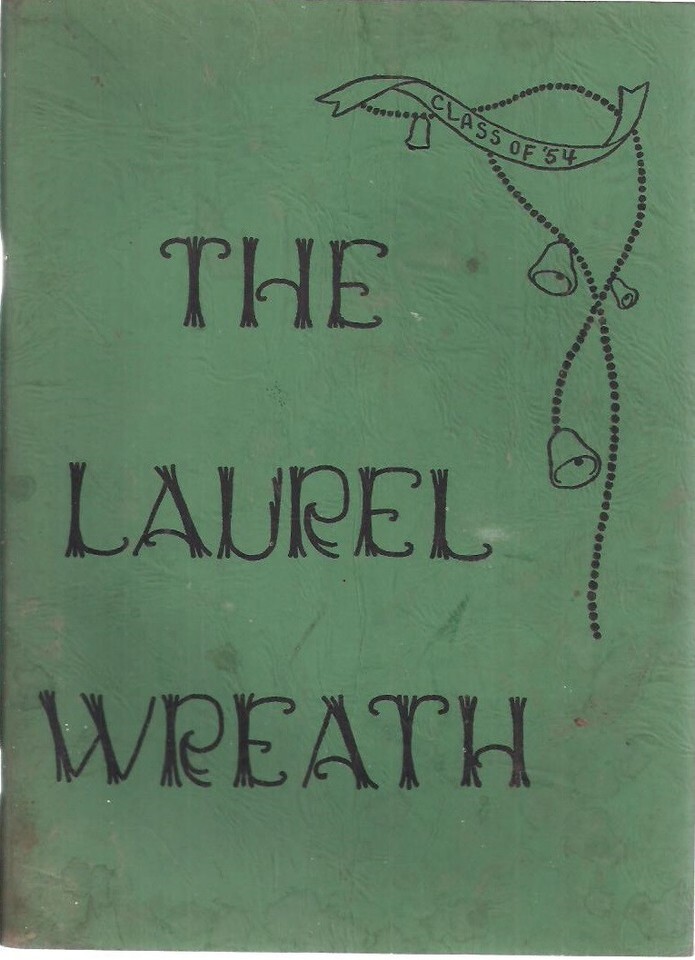 CLASS OF '54
THE
LAUREL
WREATH